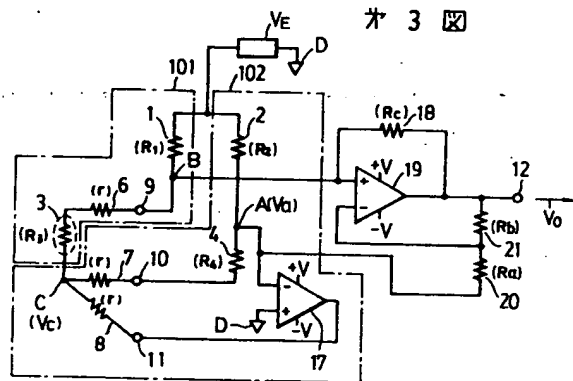 才 3 図
VE
D
101
102
1
2
(R1)
(R2)
B
(Rc)
18
+V
19
12
+
-
-V
Vo
(r)
6
9
3
(R3)
A(Va)
4
(Rb)
21
(r)
7
10
(R4)
+V
(Ra)
20
C
(Vc)
(r)
8
D
-
+
-V
17
11